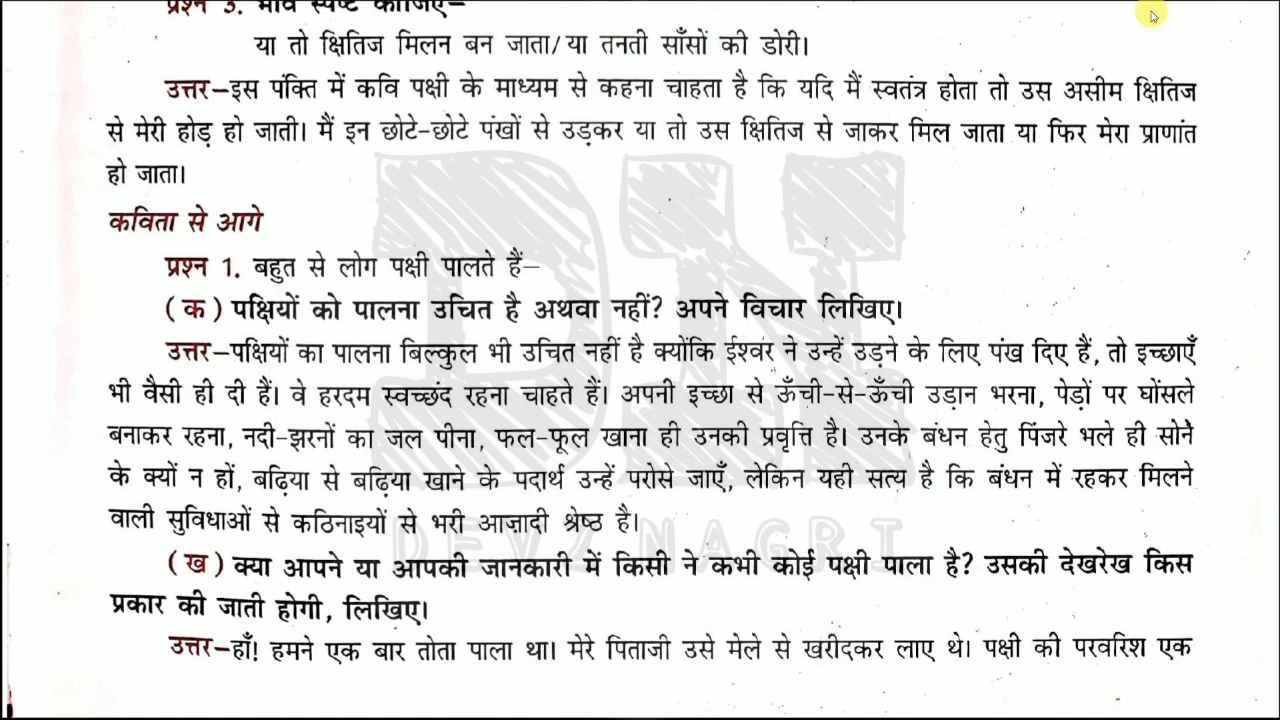 प्रश्न 3. भाव स्पष्ट कीजिए–
या तो क्षितिज मिलन बन जाता/या तनती साँसों की डोरी।
उत्तर–इस पंक्ति में कवि पक्षी के माध्यम से कहना चाहता है कि यदि मैं स्वतंत्र होता तो उस असीम क्षितिज
से मेरी होड़ हो जाती। मैं इन छोटे-छोटे पंखों से उड़कर या तो उस क्षितिज से जाकर मिल जाता या फिर मेरा प्राणांत
हो जाता।
कविता से आगे
प्रश्न 1. बहुत से लोग पक्षी पालते हैं–
(क) पक्षियों को पालना उचित है अथवा नहीं? अपने विचार लिखिए।
उत्तर–पक्षियों का पालना बिल्कुल भी उचित नहीं है क्योंकि ईश्वर ने उन्हें उड़ने के लिए पंख दिए हैं, तो इच्छाएँ
भी वैसी ही दी हैं। वे हरदम स्वच्छंद रहना चाहते हैं। अपनी इच्छा से ऊँची-से-ऊँची उड़ान भरना, पेड़ों पर घोंसले
बनाकर रहना, नदी-झरनों का जल पीना, फल-फूल खाना ही उनकी प्रवृत्ति है। उनके बंधन हेतु पिंजरे भले ही सोने
के क्यों न हों, बढ़िया से बढ़िया खाने के पदार्थ उन्हें परोसे जाएँ, लेकिन यही सत्य है कि बंधन में रहकर मिलने
वाली सुविधाओं से कठिनाइयों से भरी आज़ादी श्रेष्ठ है।
DEV NAGRI
(ख) क्या आपने या आपकी जानकारी में किसी ने कभी कोई पक्षी पाला है? उसकी देखरेख किस
प्रकार की जाती होगी, लिखिए।
उत्तर–हाँ! हमने एक बार तोता पाला था। मेरे पिताजी उसे मेले से खरीदकर लाए थे। पक्षी की परवरिश एक